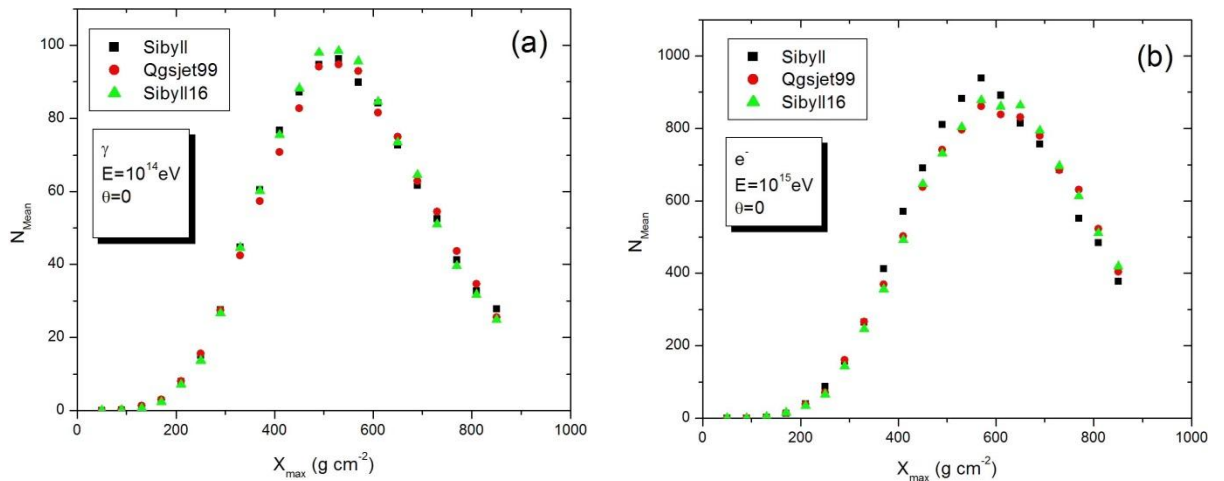 (a)
Sibyll
Qgsjet99
Sibyll16
γ
E=10¹⁴eV
θ=0
100
80
60
40
20
0
N_Mean
0 200 400 600 800 1000
X_max (g cm⁻²)
(b)
Sibyll
Qgsjet99
Sibyll16
e⁻
E=10¹⁵eV
θ=0
1000
800
600
400
200
0
N_Mean
0 200 400 600 800 1000
X_max (g cm⁻²)